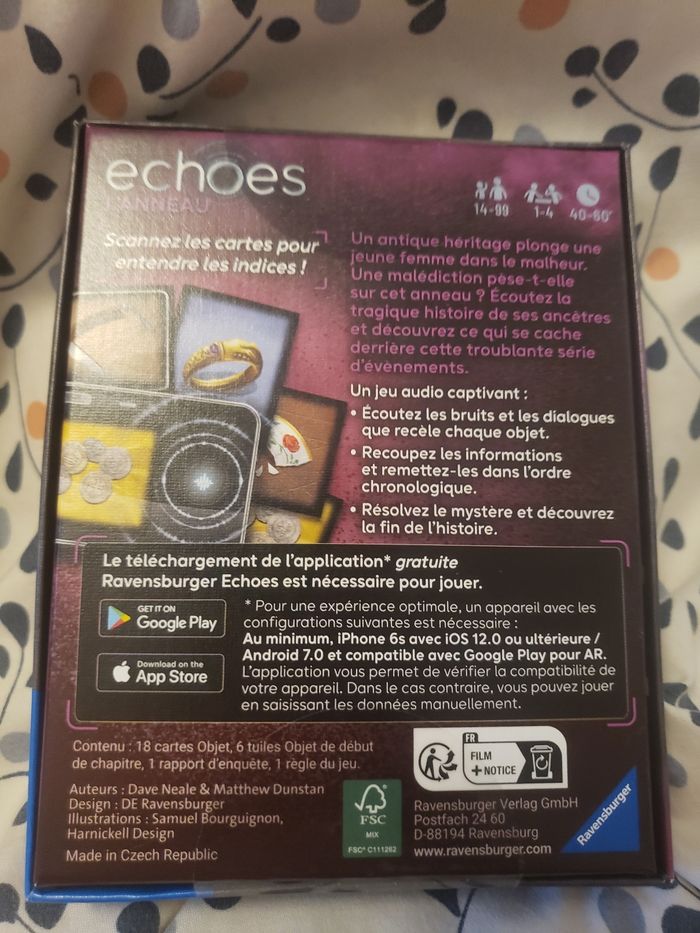 echoes
L'ANNEAU
14-99
1-4
40-60'
Scannez les cartes pour
entendre les indices !
Un antique héritage plonge une
jeune femme dans le malheur.
Une malédiction pèse-t-elle
sur cet anneau ? Écoutez la
tragique histoire de ses ancêtres
et découvrez ce qui se cache
derrière cette troublante série
d'évènements.
Un jeu audio captivant :
• Écoutez les bruits et les dialogues
que recèle chaque objet.
• Recoupez les informations
et remettez-les dans l'ordre
chronologique.
• Résolvez le mystère et découvrez
la fin de l'histoire.
Le téléchargement de l'application* gratuite
Ravensburger Echoes est nécessaire pour jouer.
GET IT ON
Google Play
Download on the
App Store
* Pour une expérience optimale, un appareil avec les
configurations suivantes est nécessaire :
Au minimum, iPhone 6s avec iOS 12.0 ou ultérieure /
Android 7.0 et compatible avec Google Play pour AR.
L'application vous permet de vérifier la compatibilité de
votre appareil. Dans le cas contraire, vous pouvez jouer
en saisissant les données manuellement.
Contenu : 18 cartes Objet, 6 tuiles Objet de début
de chapitre, 1 rapport d'enquête, 1 règle du jeu.
Auteurs : Dave Neale & Matthew Dunstan
Design : DE Ravensburger
Illustrations : Samuel Bourguignon,
Harnickell Design
Made in Czech Republic
FSC
MIX
FSC® C111262
FR
FILM
+NOTICE
Ravensburger Verlag GmbH
Postfach 24 60
D-88194 Ravensburg
www.ravensburger.com
Ravensburger